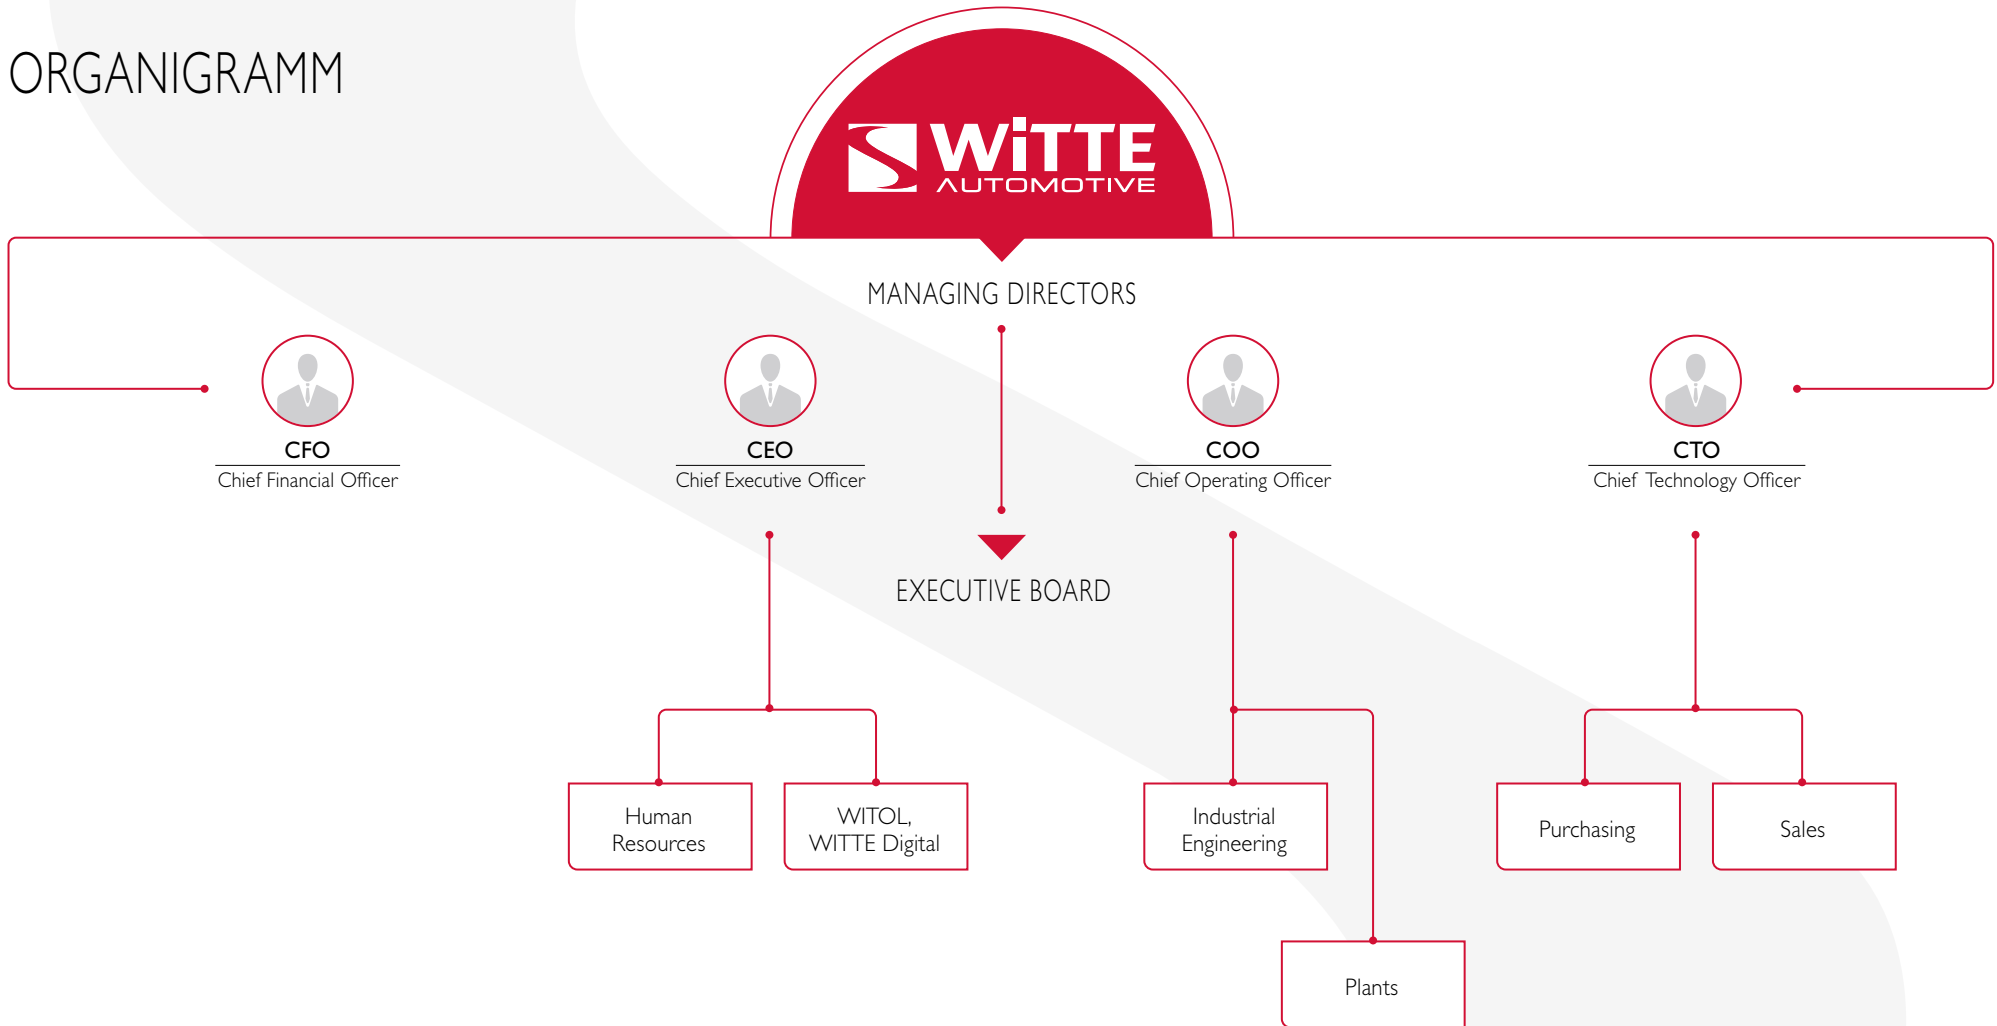 ORGANIGRAMM
WiTTE
AUTOMOTIVE
MANAGING DIRECTORS
CFO
Chief Financial Officer
CEO
Chief Executive Officer
COO
Chief Operating Officer
CTO
Chief Technology Officer
EXECUTIVE BOARD
Human
Resources
WITOL,
WITTE Digital
Industrial
Engineering
Purchasing
Sales
Plants